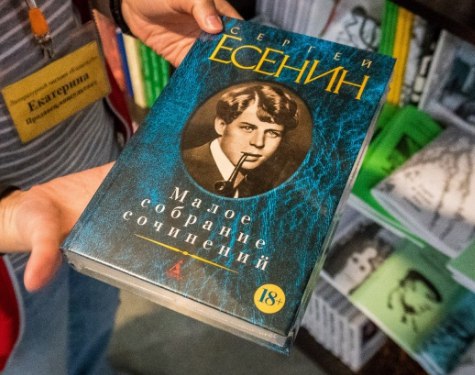 СЕРГЕЙ
ЕСЕНИН
Малое
собрание
сочинений
18+
Екатерина